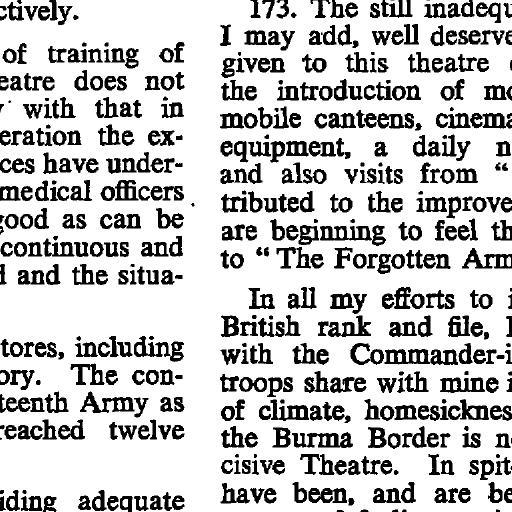 ctively.
of training of
eatre does not
with that in
eration the ex-
ces have under-
medical officers
good as can be
continuous and
d and the situa-
tores, including
ory. The con-
teenth Army as
reached twelve
iding adequate
173. The still inadequ
I may add, well deserve
given to this theatre
the introduction of mo
mobile canteens, cinema
equipment, a daily n
and also visits from "
tributed to the improve
are beginning to feel th
to " The Forgotten Arm
In all my efforts to i
British rank and file, I
with the Commander-i
troops share with mine i
of climate, homesicknes
the Burma Border is n
cisive Theatre. In spit
have been, and are be